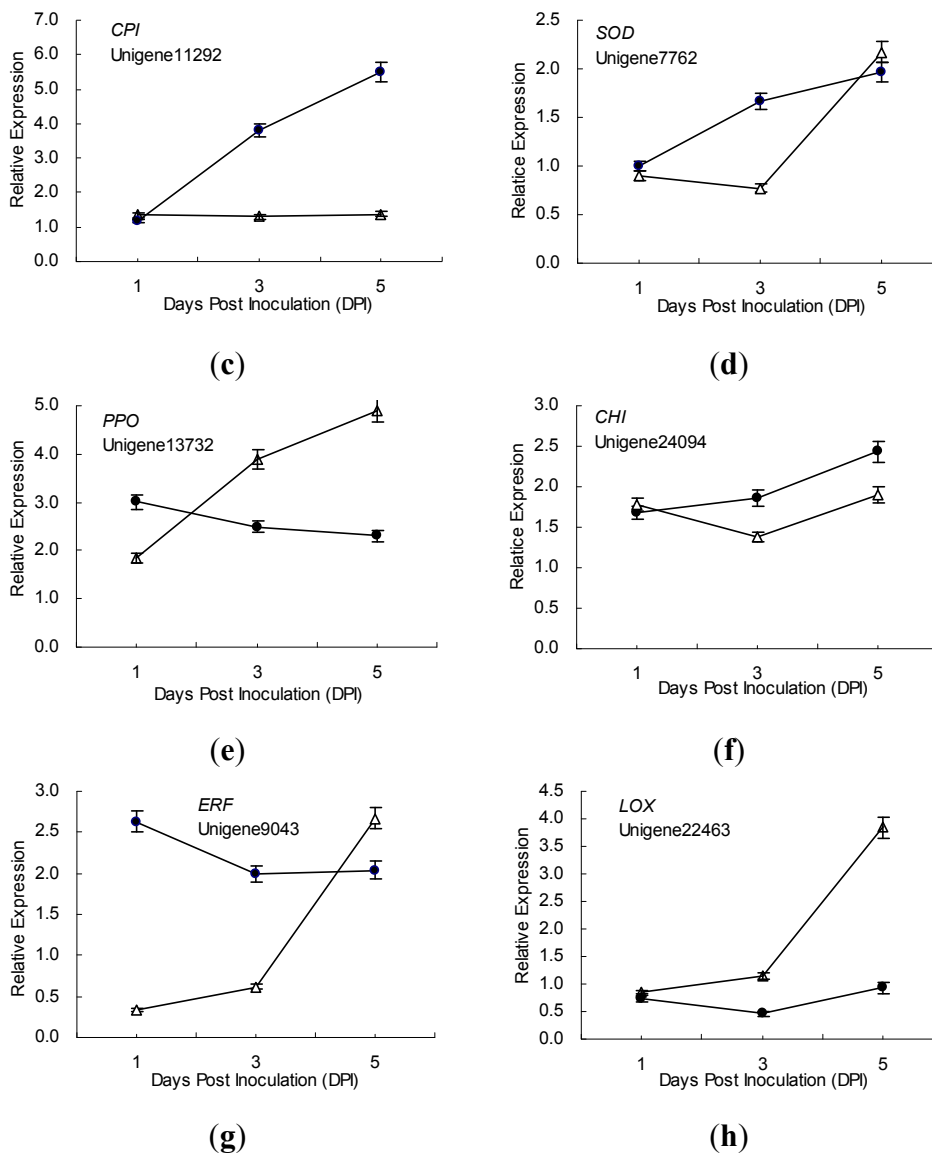 7.0
6.0
5.0
4.0
3.0
2.0
1.0
0.0
Relative Expression
CPI
Unigene11292
1
3
5
Days Post Inoculation (DPI)
2.5
2.0
1.5
1.0
0.5
0.0
Relatice Expression
SOD
Unigene7762
1
3
5
Days Post Inoculation (DPI)
(c)
(d)
5.0
4.0
3.0
2.0
1.0
0.0
Relative Expression
PPO
Unigene13732
1
3
5
Days Post Inoculation (DPI)
3.0
2.5
2.0
1.5
1.0
0.5
0.0
Relatice Expression
CHI
Unigene24094
1
3
5
Days Post Inoculation (DPI)
(e)
(f)
3.0
2.5
2.0
1.5
1.0
0.5
0.0
Relative Expression
ERF
Unigene9043
1
3
5
Days Post Inoculation (DPI)
4.5
4.0
3.5
3.0
2.5
2.0
1.5
1.0
0.5
0.0
Relative Expression
LOX
Unigene22463
1
3
5
Days Post Inoculation (DPI)
(g)
(h)